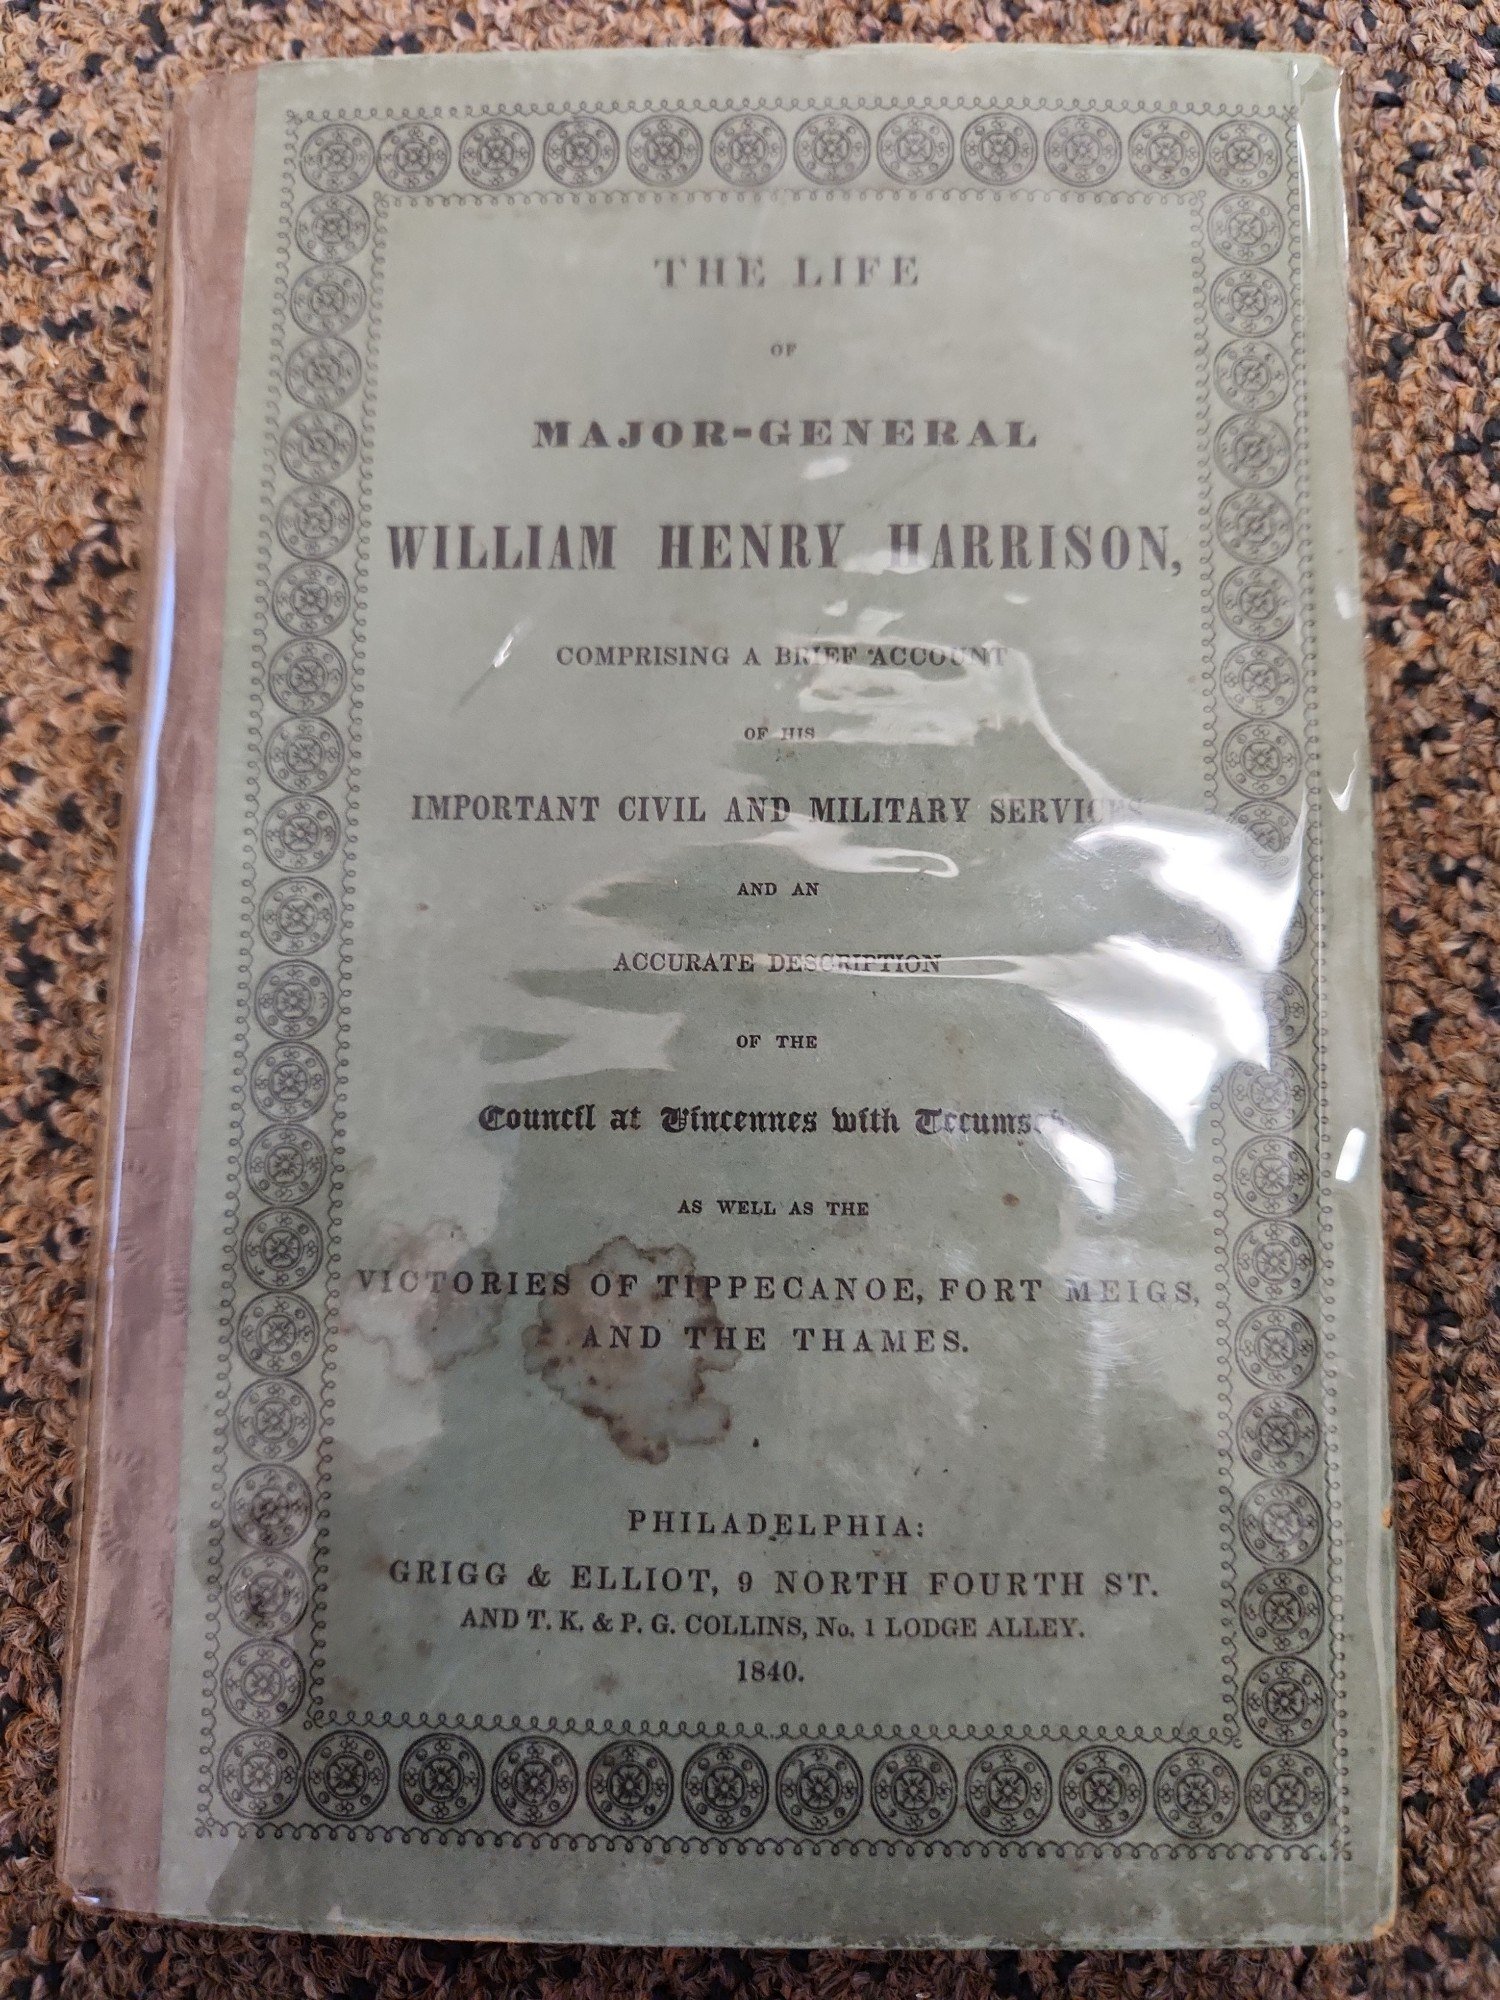 THE LIFE
OF
MAJOR-GENERAL
WILLIAM HENRY HARRISON,
COMPRISING A BRIEF ACCOUNT
OF HIS
IMPORTANT CIVIL AND MILITARY SERVICES
AND AN
ACCURATE DESCRIPTION
OF THE
Council at Vincennes with Tecumseh,
AS WELL AS THE
VICTORIES OF TIPPECANOE, FORT MEIGS,
AND THE THAMES.
PHILADELPHIA:
GRIGG & ELLIOT, 9 NORTH FOURTH ST.
AND T. K. & P. G. COLLINS, No. 1 LODGE ALLEY.
1840.